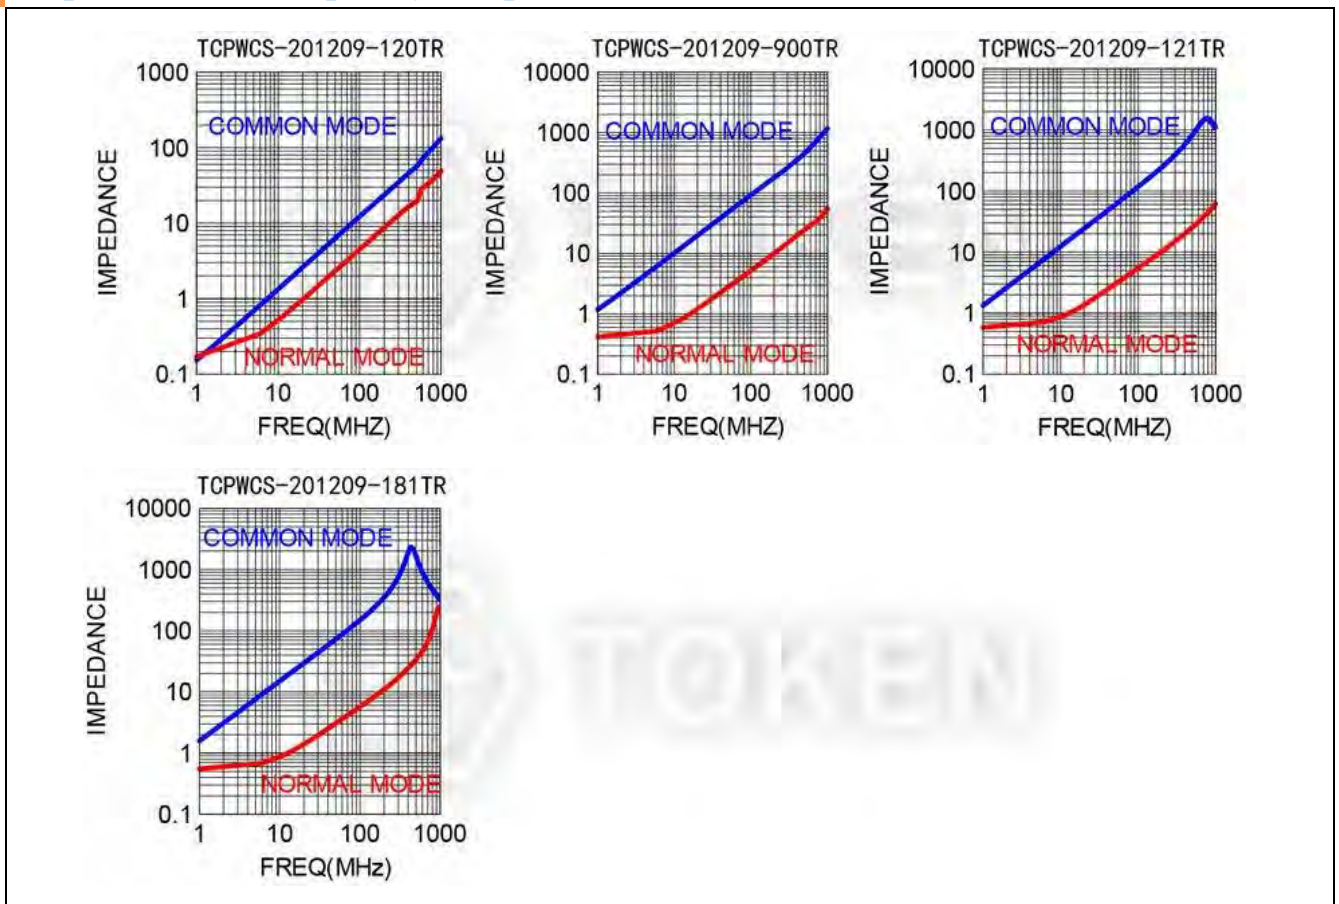 TCPWCS-201209-120TR
1000
COMMON MODE
100
IMPEDANCE
10
1
NORMAL MODE
0.1
1 10 100 1000
FREQ(MHZ)
TCPWCS-201209-900TR
10000
COMMON MODE
1000
100
IMPEDANCE
10
1
NORMAL MODE
0.1
1 10 100 1000
FREQ(MHZ)
TCPWCS-201209-121TR
10000
COMMON MODE
1000
100
IMPEDANCE
10
1
NORMAL MODE
0.1
1 10 100 1000
FREQ(MHZ)
TCPWCS-201209-181TR
10000
COMMON MODE
1000
100
IMPEDANCE
10
1
NORMAL MODE
0.1
1 10 100 1000
FREQ(MHz)
TOKEN